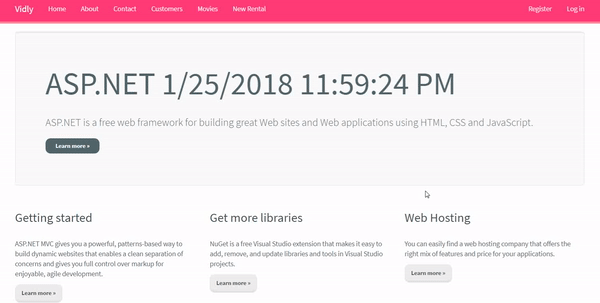 Vidly Home About Contact Customers Movies New Rental Register Log in
ASP.NET 1/25/2018 11:59:24 PM
ASP.NET is a free web framework for building great Web sites and Web applications using HTML, CSS and JavaScript.
Learn more »
Getting started
ASP.NET MVC gives you a powerful, patterns-based way to
build dynamic websites that enables a clean separation of
concerns and gives you full control over markup for
enjoyable, agile development.
Learn more »
Get more libraries
NuGet is a free Visual Studio extension that makes it easy to
add, remove, and update libraries and tools in Visual Studio
projects.
Learn more »
Web Hosting
You can easily find a web hosting company that offers the
right mix of features and price for your applications.
Learn more »